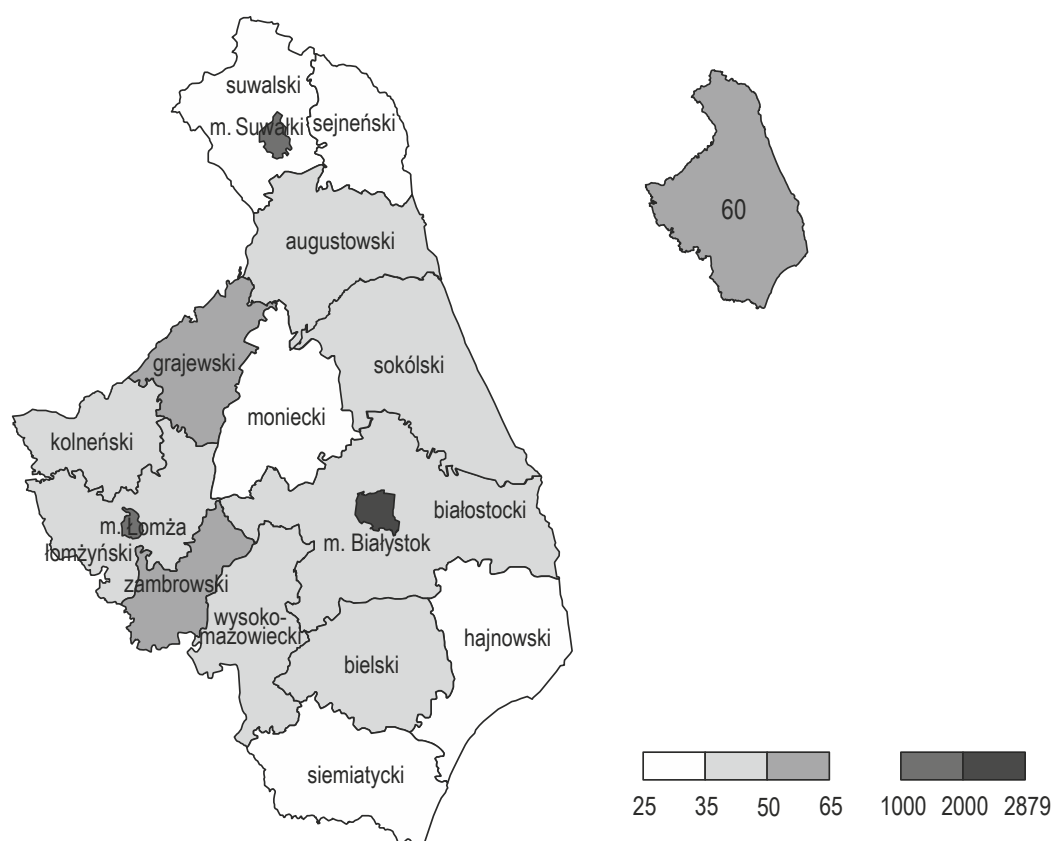 suwalski
m. Suwałki
sejneński
60
augustowski
grajewski
sokólski
moniecki
kolneński
białostocki
m. Łomża
m. Białystok
łomżyński
zambrowski
wysoko-
mazowiecki
hajnowski
bielski
siemiatycki
25 35 50 65
1000 2000 2879